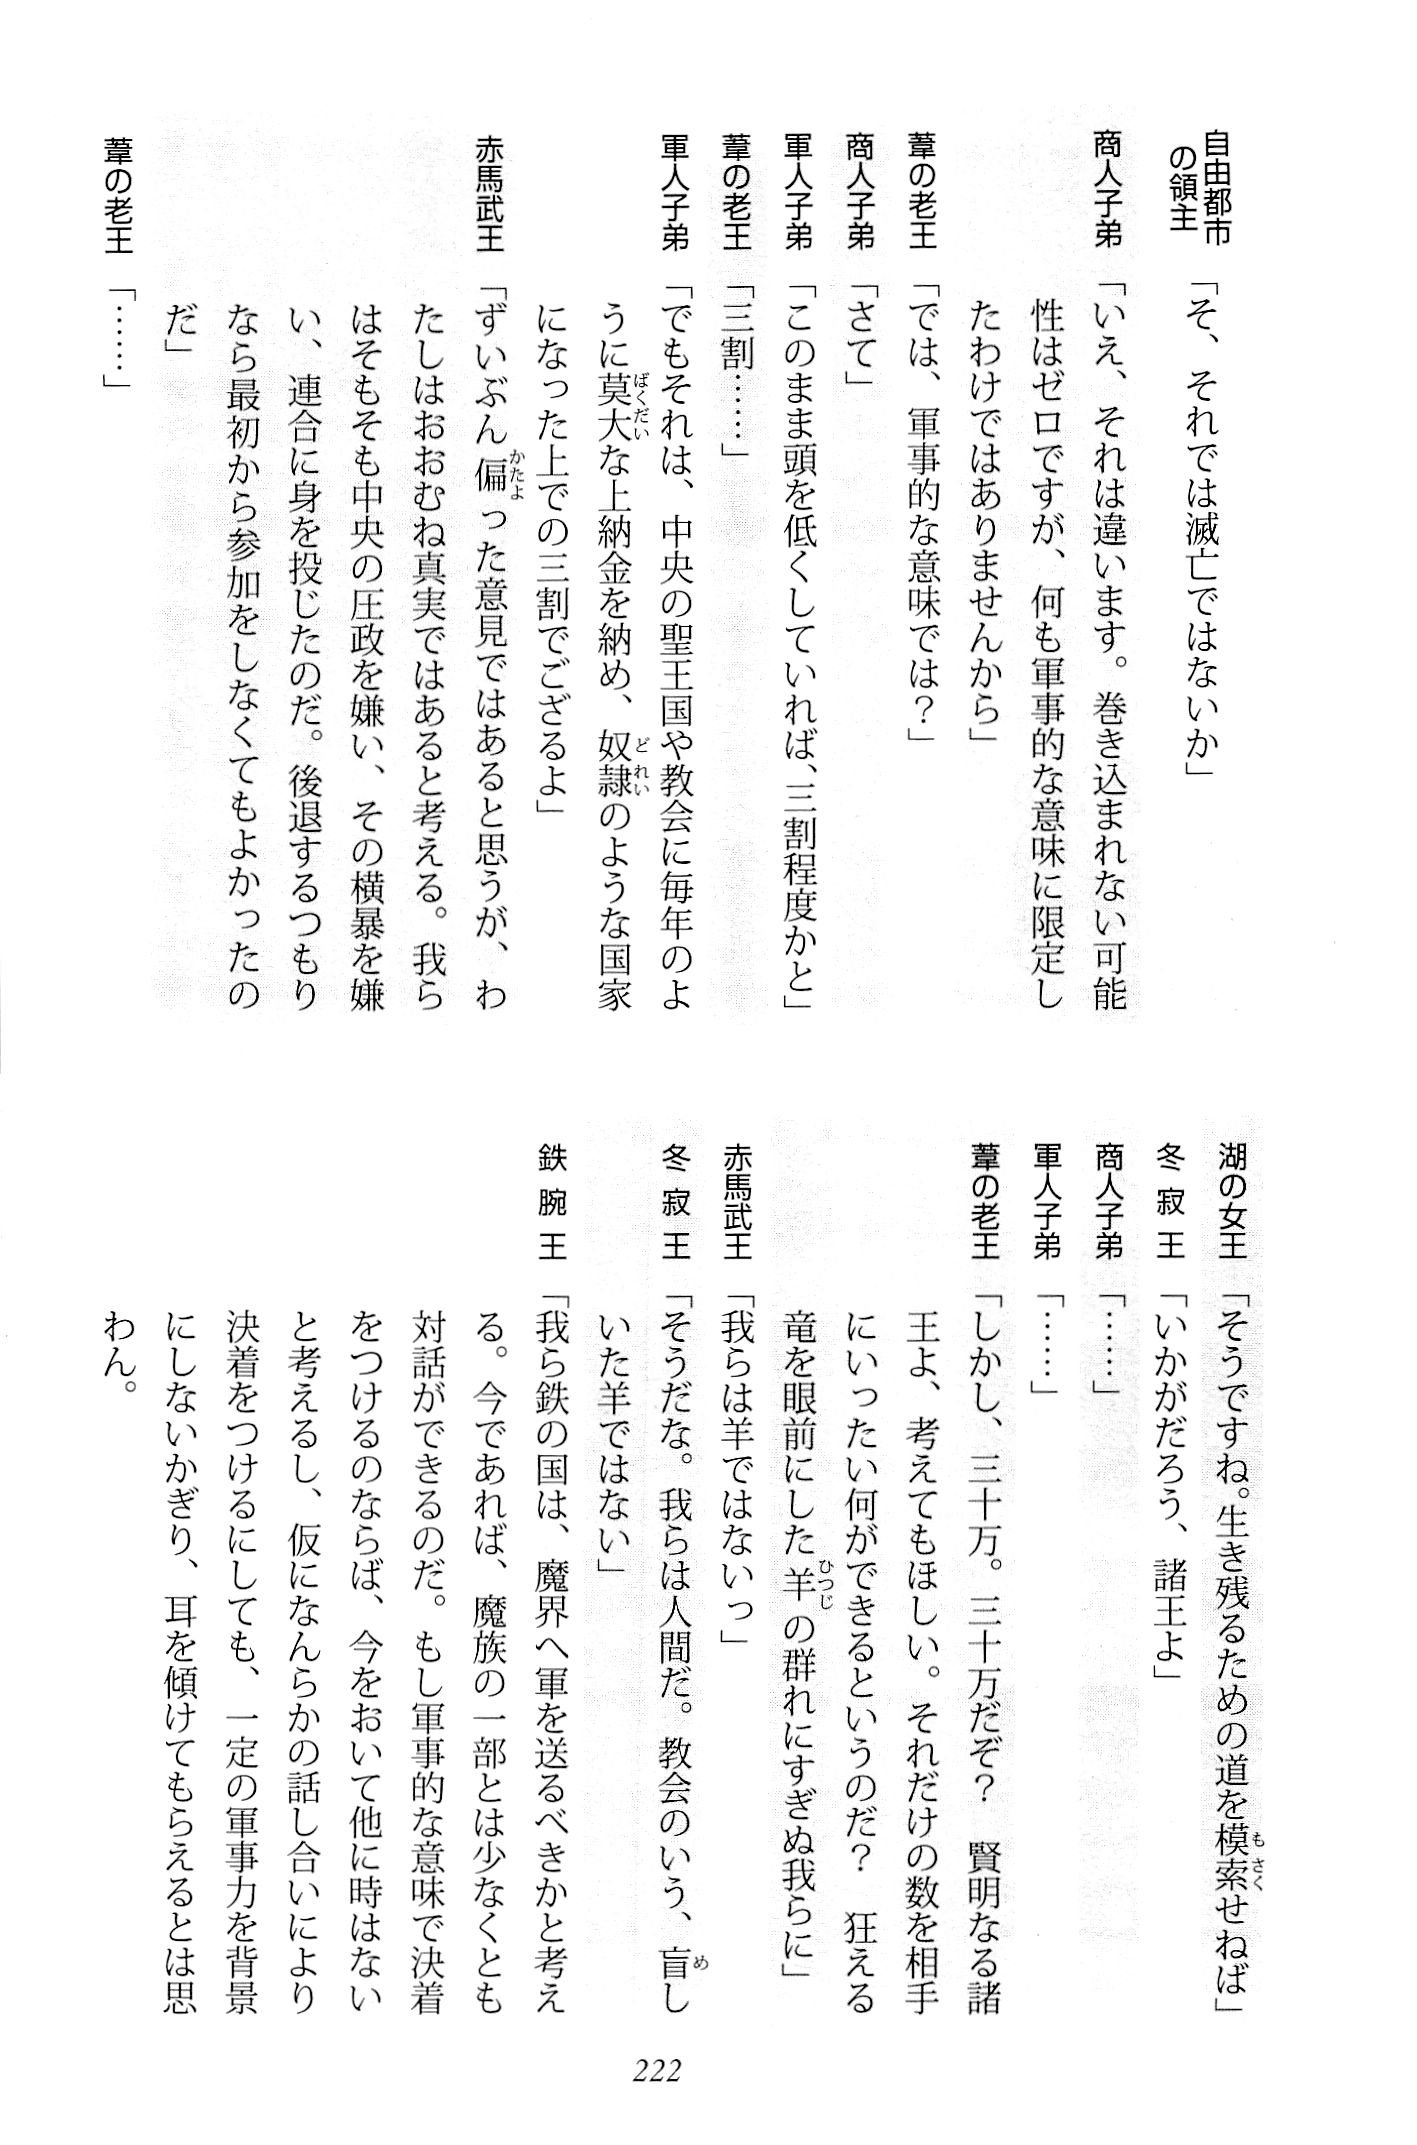 自由都市の領主「そ、それでは滅亡ではないか」
商人子弟「いえ、それは違います。巻き込まれない可能
性はゼロですが、何も軍事的な意味に限定し
たわけではありませんから」
葦の老王「では、軍事的な意味では？」
商人子弟「さて」
軍人子弟「このまま頭を低くしていれば、三割程度かと」
葦の老王「三割……」
軍人子弟「でもそれは、中央の聖王国や教会に毎年のよ
うに莫大な上納金を納め、奴隷のような国家
になった上での三割でござるよ」
赤馬武王「ずいぶん偏った意見ではあると思うが、わ
たしはおおむね真実ではあると考える。我ら
はそもそも中央の圧政を嫌い、その横暴を嫌
い、連合に身を投じたのだ。後退するつもり
なら最初から参加をしなくてもよかったの
だ」
葦の老王「……」
湖の女王「そうですね。生き残るための道を模索せねば」
冬寂王「いかがだろう、諸王よ」
商人子弟「……」
軍人子弟「……」
葦の老王「しかし、三十万。三十万だぞ？　賢明なる諸
王よ、考えてもほしい。それだけの数を相手
にいったい何ができるというのだ？　狂える
竜を眼前にした羊の群れにすぎぬ我らに」
赤馬武王「我らは羊ではないっ」
冬寂王「そうだな。我らは人間だ。教会のいう、盲し
いた羊ではない」
鉄腕王「我ら鉄の国は、魔界へ軍を送るべきかと考え
る。今であれば、魔族の一部とは少なくとも
対話ができるのだ。もし軍事的な意味で決着
をつけるのならば、今をおいて他に時はない
と考えるし、仮になんらかの話し合いにより
決着をつけるにしても、一定の軍事力を背景
にしないかぎり、耳を傾けてもらえるとは思
わん。
222